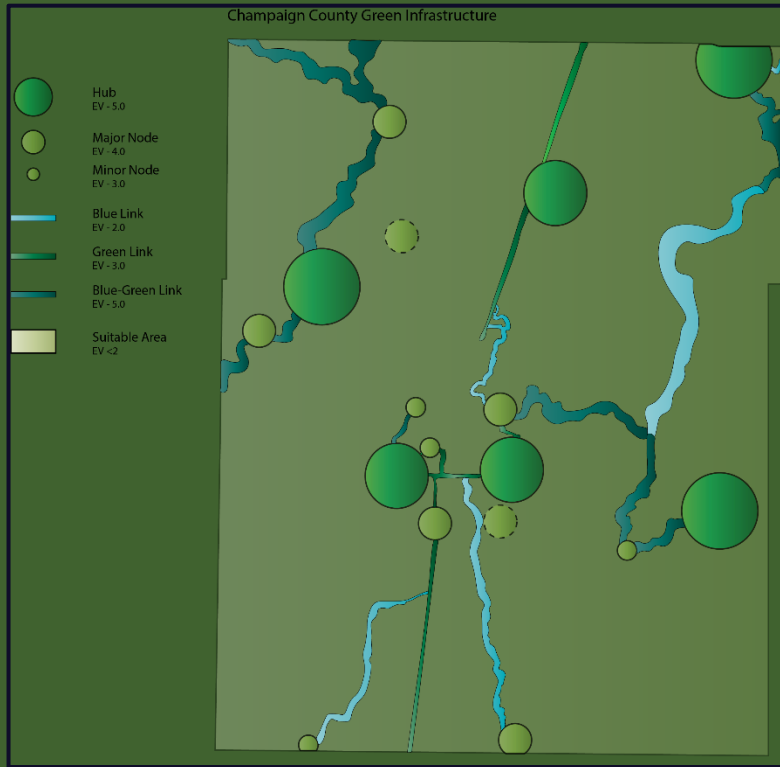 Champaign County Green Infrastructure
Hub
EV - 5.0
Major Node
EV - 4.0
Minor Node
EV - 3.0
Blue Link
EV - 2.0
Green Link
EV - 3.0
Blue-Green Link
EV - 5.0
Suitable Area
EV <2